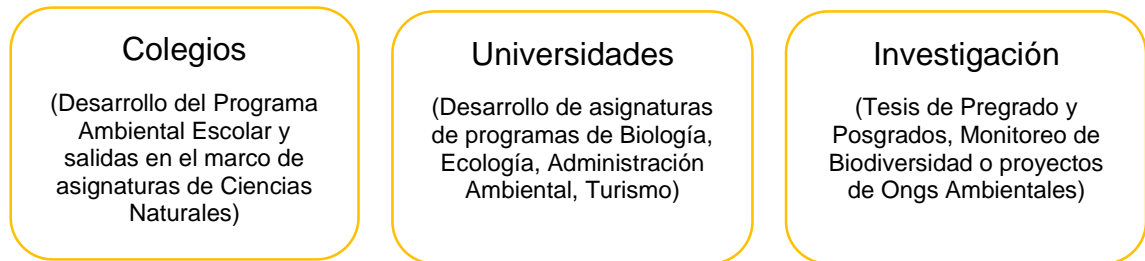 Colegios
(Desarrollo del Programa
Ambiental Escolar y
salidas en el marco de
asignaturas de Ciencias
Naturales)
Universidades
(Desarrollo de asignaturas
de programas de Biología,
Ecología, Administración
Ambiental, Turismo)
Investigación
(Tesis de Pregrado y
Posgrados, Monitoreo de
Biodiversidad o proyectos
de Ongs Ambientales)